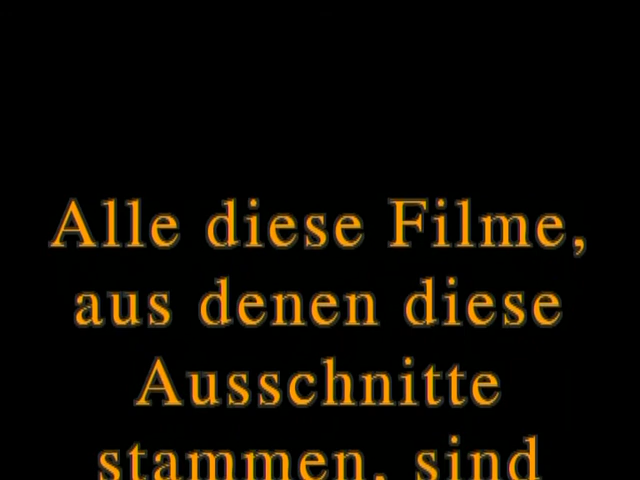 Alle diese Filme,
aus denen diese
Ausschnitte
stammen, sind